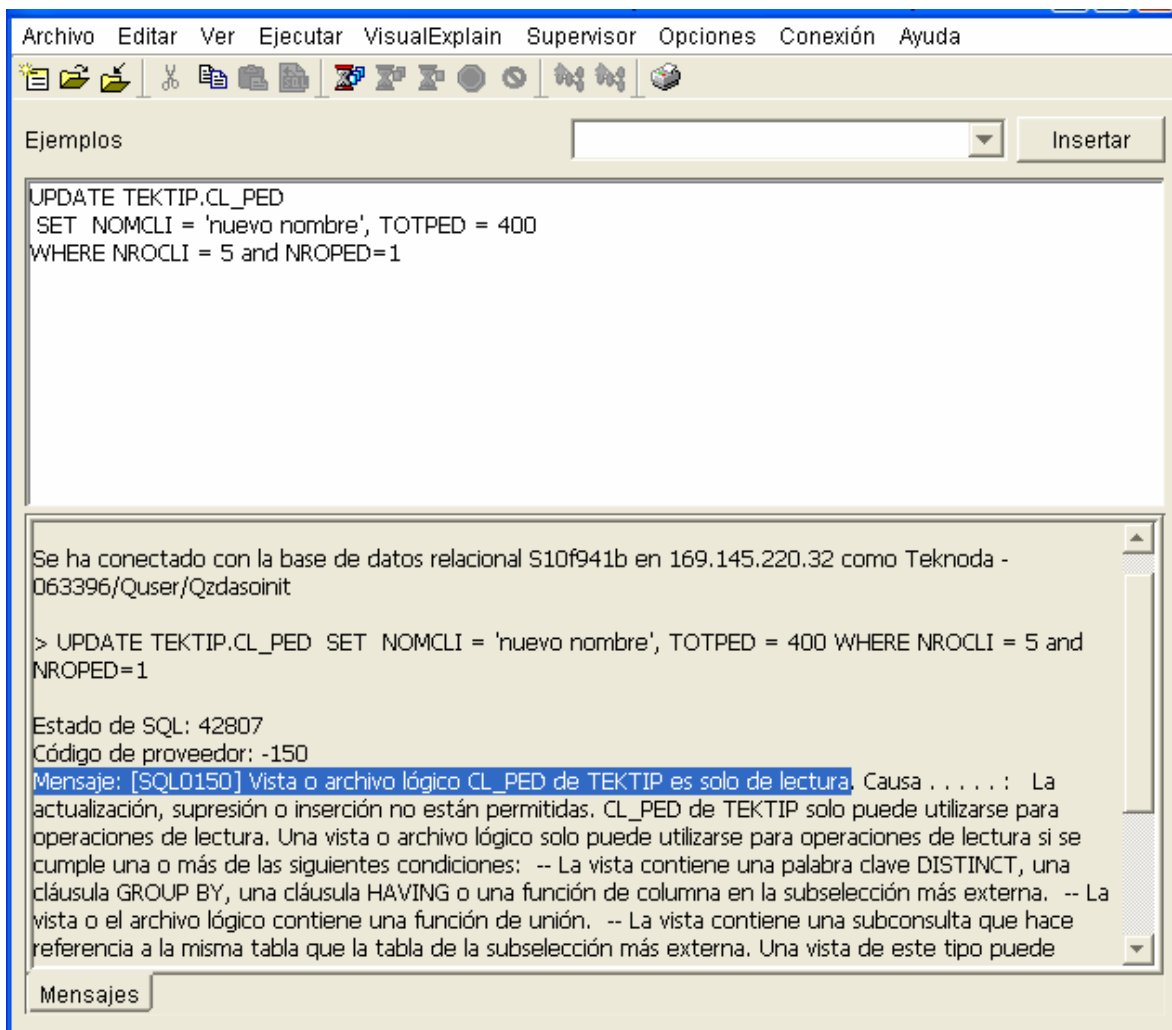 Archivo Editar Ver Ejecutar VisualExplain Supervisor Opciones Conexión Ayuda
Ejemplos
Insertar
UPDATE TEKTIP.CL_PED
SET NOMCLI = 'nuevo nombre', TOTPED = 400
WHERE NROCLI = 5 and NROPED=1
Se ha conectado con la base de datos relacional S10f941b en 169.145.220.32 como Teknoda -
063396/Quser/Qzdasoinit
> UPDATE TEKTIP.CL_PED SET NOMCLI = 'nuevo nombre', TOTPED = 400 WHERE NROCLI = 5 and
NROPED=1
Estado de SQL: 42807
Código de proveedor: -150
Mensaje: [SQL0150] Vista o archivo lógico CL_PED de TEKTIP es solo de lectura. Causa . . . . . : La
actualización, supresión o inserción no están permitidas. CL_PED de TEKTIP solo puede utilizarse para
operaciones de lectura. Una vista o archivo lógico solo puede utilizarse para operaciones de lectura si se
cumple una o más de las siguientes condiciones: -- La vista contiene una palabra clave DISTINCT, una
cláusula GROUP BY, una cláusula HAVING o una función de columna en la subselección más externa. -- La
vista o el archivo lógico contiene una función de unión. -- La vista contiene una subconsulta que hace
referencia a la misma tabla que la tabla de la subselección más externa. Una vista de este tipo puede
Mensajes